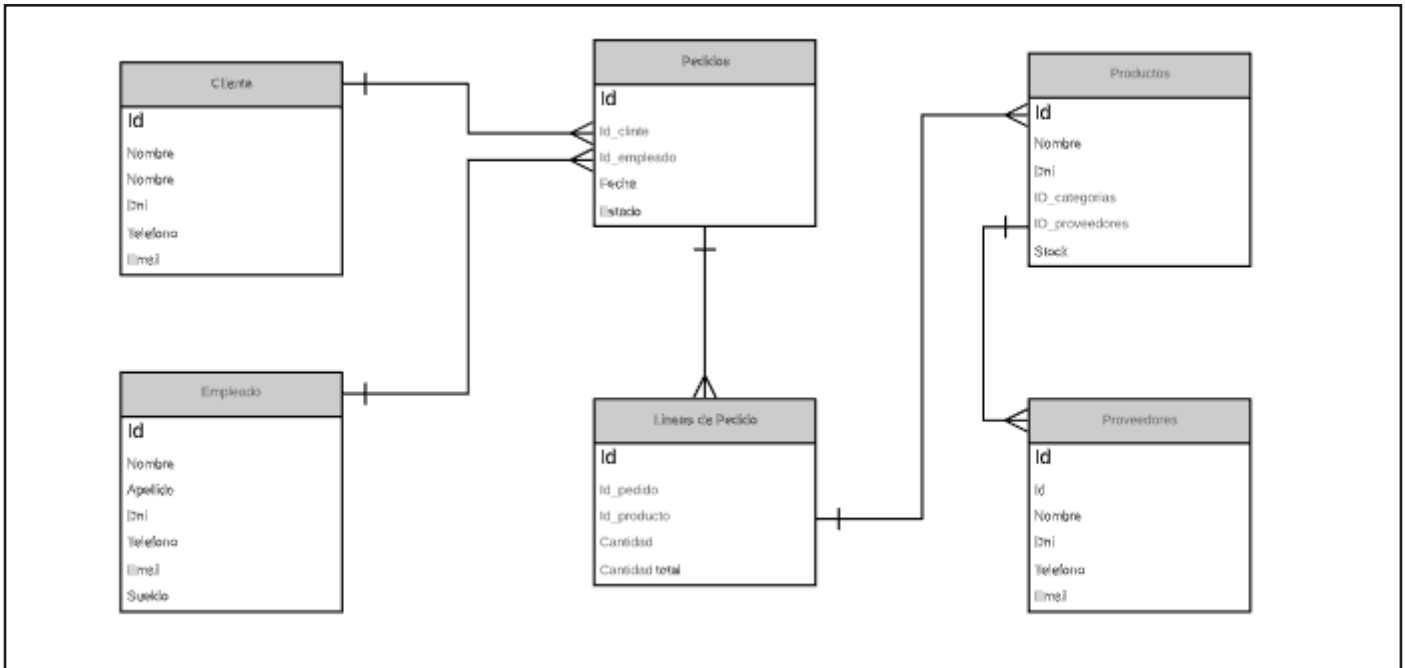 Cliente
Id
Nombre
Nombre
Dni
Telefono
Email
Pedidos
Id
Id_clinte
Id_empleado
Fecha
Estado
Productos
Id
Nombre
Dni
ID_categorias
ID_proveedores
Stock
Empleado
Id
Nombre
Apellido
Dni
Telefono
Email
Sueldo
Lineas de Pedido
Id
Id_pedido
Id_producto
Cantidad
Cantidad total
Proveedores
Id
Id
Nombre
Dni
Telefono
Email